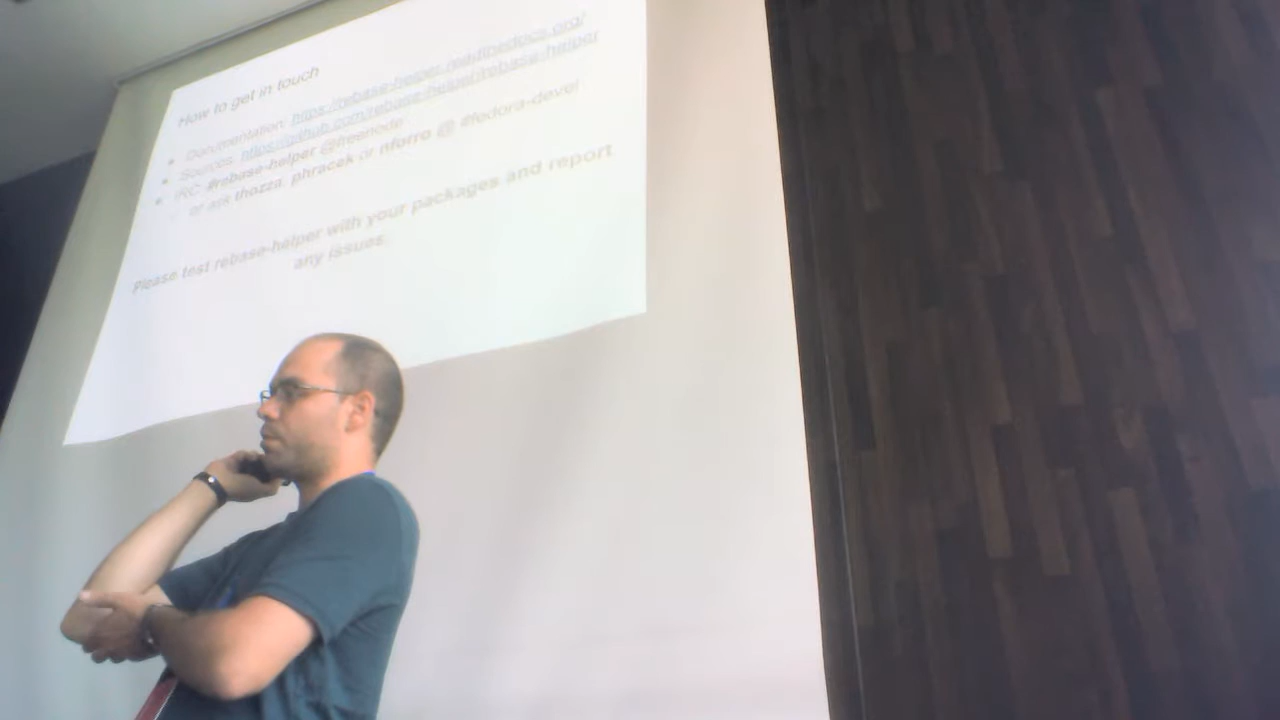 How to get in touch
Documentation: https://rebase-helper.readthedocs.org/
Sources: https://github.com/rebase-helper/rebase-helper
IRC: #rebase-helper @freenode
or ask thozza, phracek or nforro @ #fedora-devel
Please test rebase-helper with your packages and report
any issues